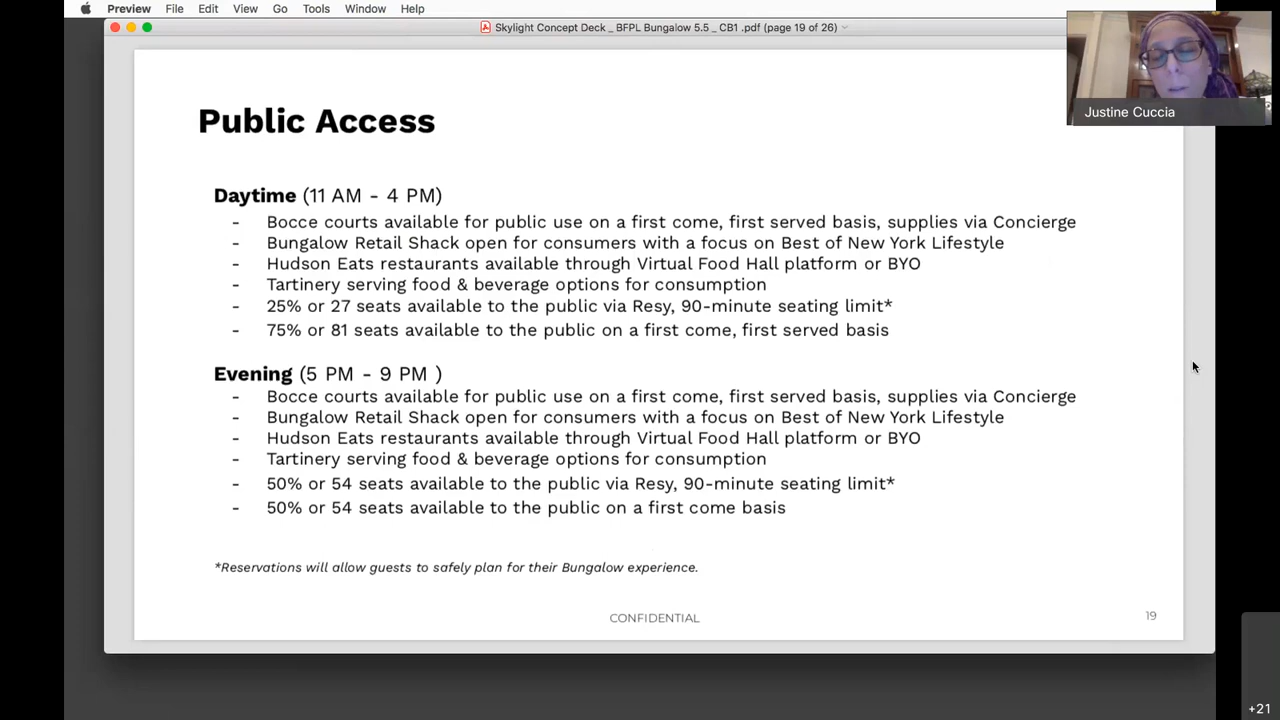 Preview File Edit View Go Tools Window Help
Skylight Concept Deck _ BFPL Bungalow 5.5 _ CB1 .pdf (page 19 of 26)
Justine Cuccia
Public Access
Daytime (11 AM - 4 PM)
- Bocce courts available for public use on a first come, first served basis, supplies via Concierge
- Bungalow Retail Shack open for consumers with a focus on Best of New York Lifestyle
- Hudson Eats restaurants available through Virtual Food Hall platform or BYO
- Tartinery serving food & beverage options for consumption
- 25% or 27 seats available to the public via Resy, 90-minute seating limit*
- 75% or 81 seats available to the public on a first come, first served basis
Evening (5 PM - 9 PM )
- Bocce courts available for public use on a first come, first served basis, supplies via Concierge
- Bungalow Retail Shack open for consumers with a focus on Best of New York Lifestyle
- Hudson Eats restaurants available through Virtual Food Hall platform or BYO
- Tartinery serving food & beverage options for consumption
- 50% or 54 seats available to the public via Resy, 90-minute seating limit*
- 50% or 54 seats available to the public on a first come basis
*Reservations will allow guests to safely plan for their Bungalow experience.
CONFIDENTIAL
19
+21